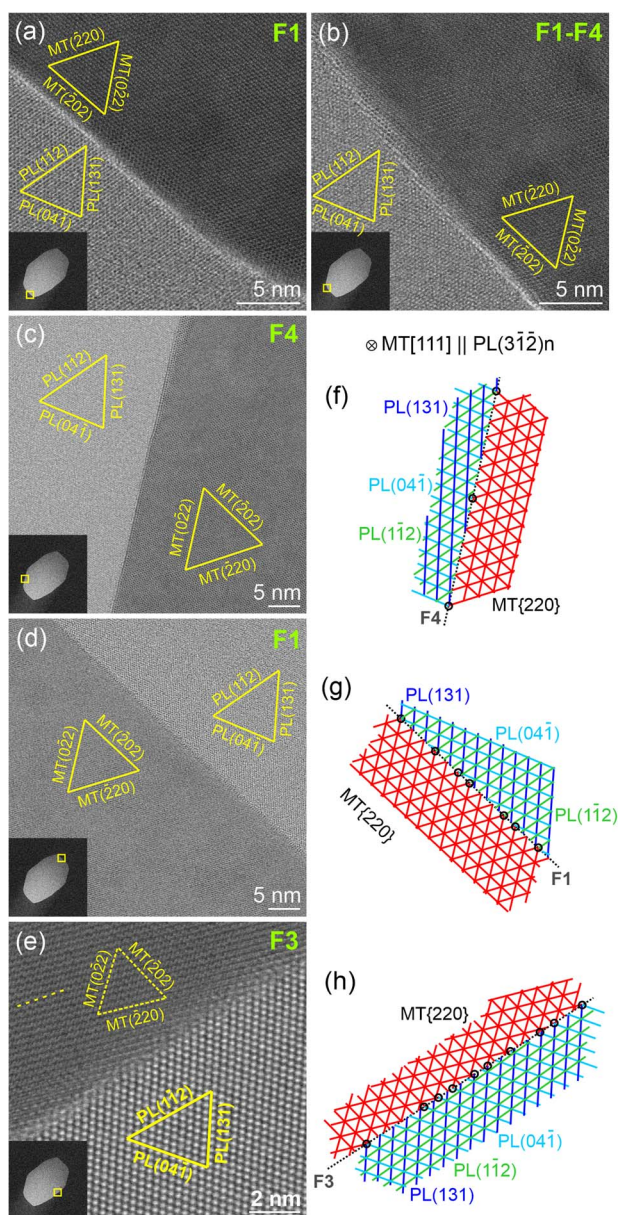 (a)
F1
MT(2̄20)
MT(02̄2)
MT(2̄02)
PL(11̄2)
PL(131)
PL(041̄)
5 nm
(b)
F1-F4
PL(11̄2)
PL(131)
PL(041̄)
MT(2̄20)
MT(02̄2)
MT(2̄02)
5 nm
(c)
F4
PL(11̄2)
PL(131)
PL(041̄)
MT(02̄2)
MT(2̄02)
MT(2̄20)
5 nm
⊗ MT[111] || PL(31̄2̄)n
(f)
PL(131)
PL(041̄)
PL(11̄2)
F4
MT{220}
(d)
F1
PL(11̄2)
PL(131)
PL(041̄)
MT(02̄2)
MT(2̄02)
MT(2̄20)
5 nm
(g)
PL(131)
PL(041̄)
MT{220}
PL(11̄2)
F1
(e)
F3
MT(02̄2)
MT(2̄02)
MT(2̄20)
PL(11̄2)
PL(131)
PL(041̄)
2 nm
(h)
MT{220}
PL(041̄)
PL(11̄2)
F3
PL(131)